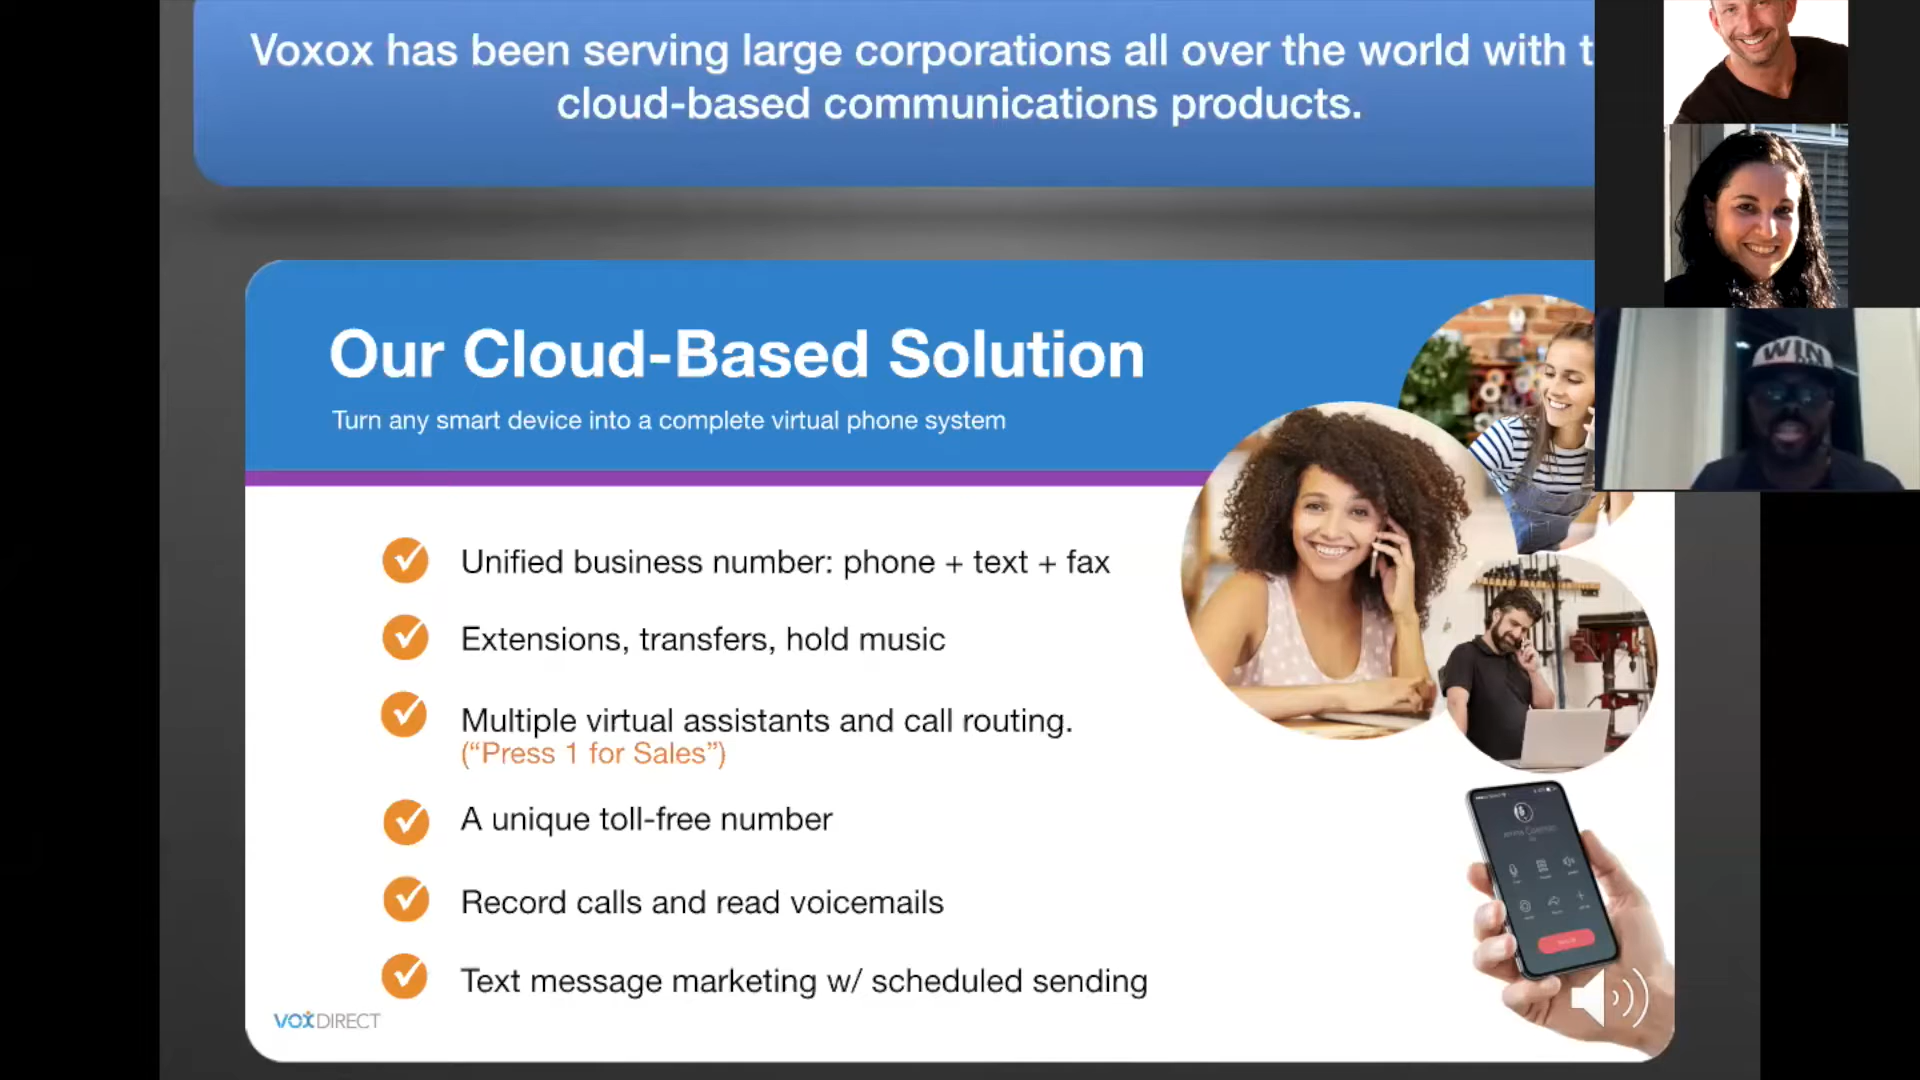 Voxox has been serving large corporations all over the world with t
cloud-based communications products.
WIN
Our Cloud-Based Solution
Turn any smart device into a complete virtual phone system
Unified business number: phone + text + fax
Extensions, transfers, hold music
Multiple virtual assistants and call routing.
(“Press 1 for Sales”)
A unique toll-free number
Record calls and read voicemails
Text message marketing w/ scheduled sending
VOXDIRECT